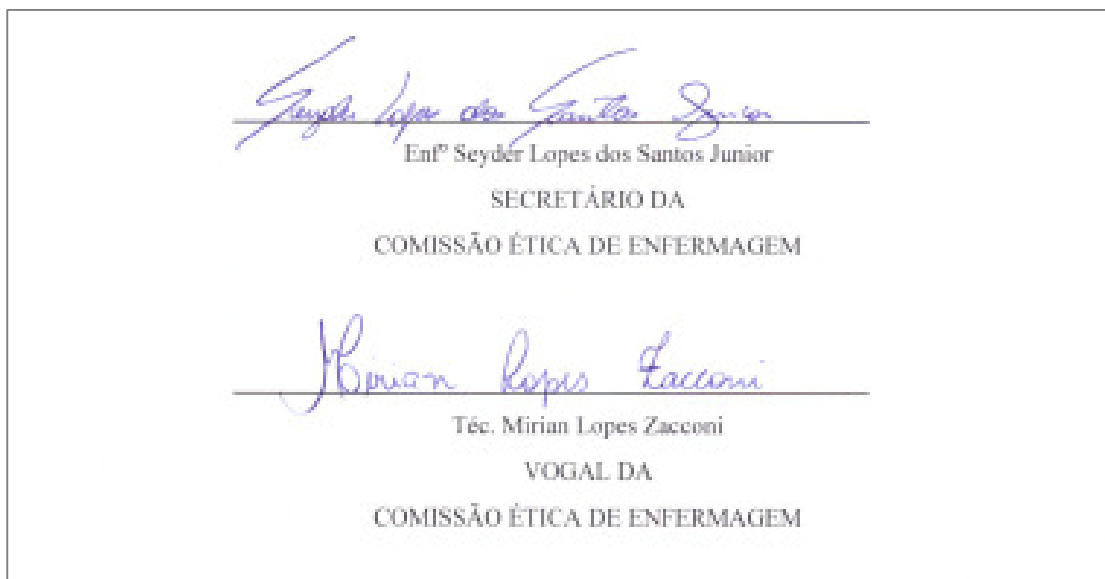 Seyder Lopes dos Santos Junior
Enfº Seyder Lopes dos Santos Junior
SECRETÁRIO DA
COMISSÃO ÉTICA DE ENFERMAGEM
Mirian Lopes Zacconi
Téc. Mirian Lopes Zacconi
VOGAL DA
COMISSÃO ÉTICA DE ENFERMAGEM